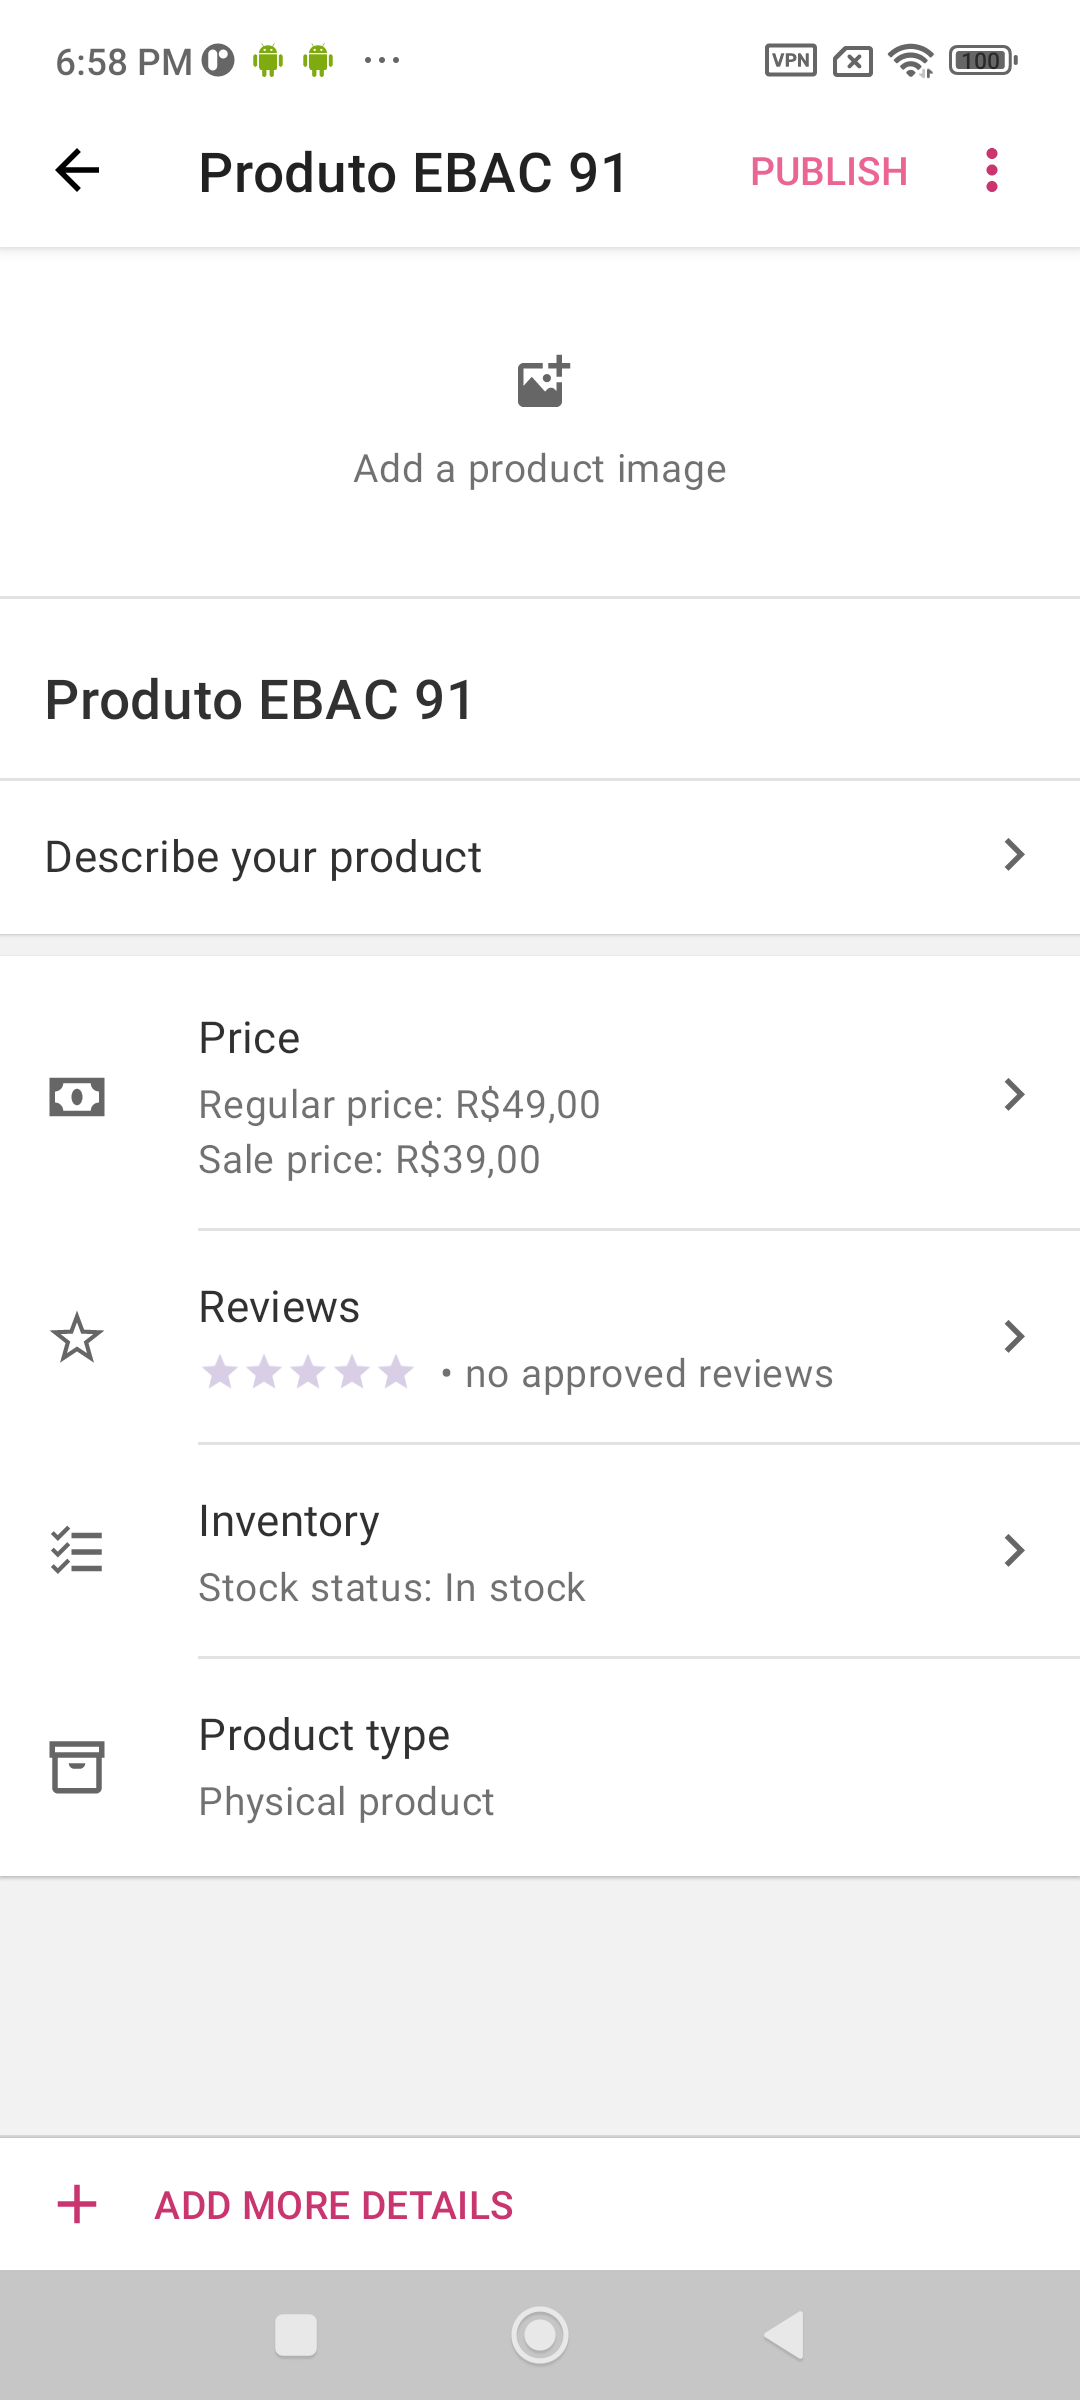 6:58 PM
VPN
100
Produto EBAC 91
PUBLISH
Add a product image
Produto EBAC 91
Describe your product
Price
Regular price: R$49,00
Sale price: R$39,00
Reviews
• no approved reviews
Inventory
Stock status: In stock
Product type
Physical product
ADD MORE DETAILS